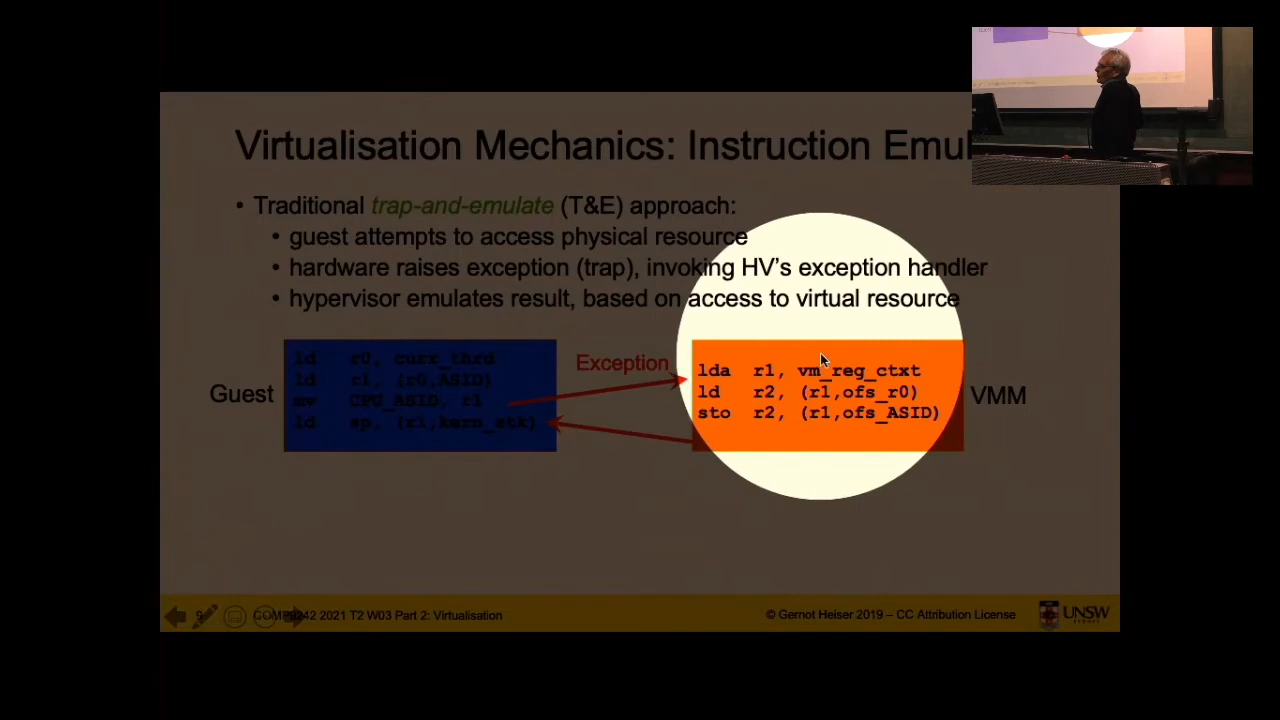 Virtualisation Mechanics: Instruction Emul
• Traditional trap-and-emulate (T&E) approach:
• guest attempts to access physical resource
• hardware raises exception (trap), invoking HV's exception handler
• hypervisor emulates result, based on access to virtual resource
Guest
ld r0, curr_thrd
ld r1, (r0,ASID)
mv CPU_ASID, r1
ld sp, (r1,kern_stk)
Exception
lda r1, vm_reg_ctxt
ld r2, (r1,ofs_r0)
sto r2, (r1,ofs_ASID)
VMM
9 COMP9242 2021 T2 W03 Part 2: Virtualisation
© Gernot Heiser 2019 – CC Attribution License
UNSW